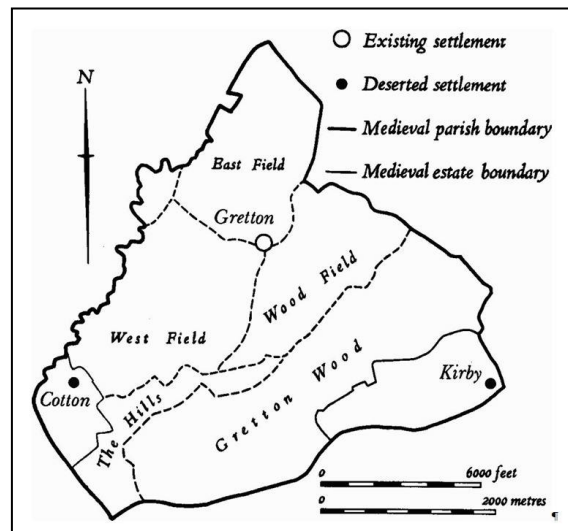 N
Existing settlement
Deserted settlement
Medieval parish boundary
Medieval estate boundary
East Field
Gretton
Wood Field
West Field
Cotton
The Hills
Gretton Wood
Kirby
0 6000 feet
0 2000 metres
¶